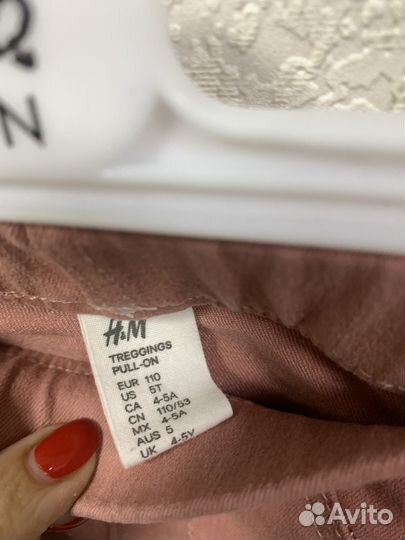 N
H&M
TREGGINGS
PULL-ON
EUR 110
US 5T
CA 4-5A
CN 110/53
MX 4-5A
AUS 5
UK 4-5Y
Avito